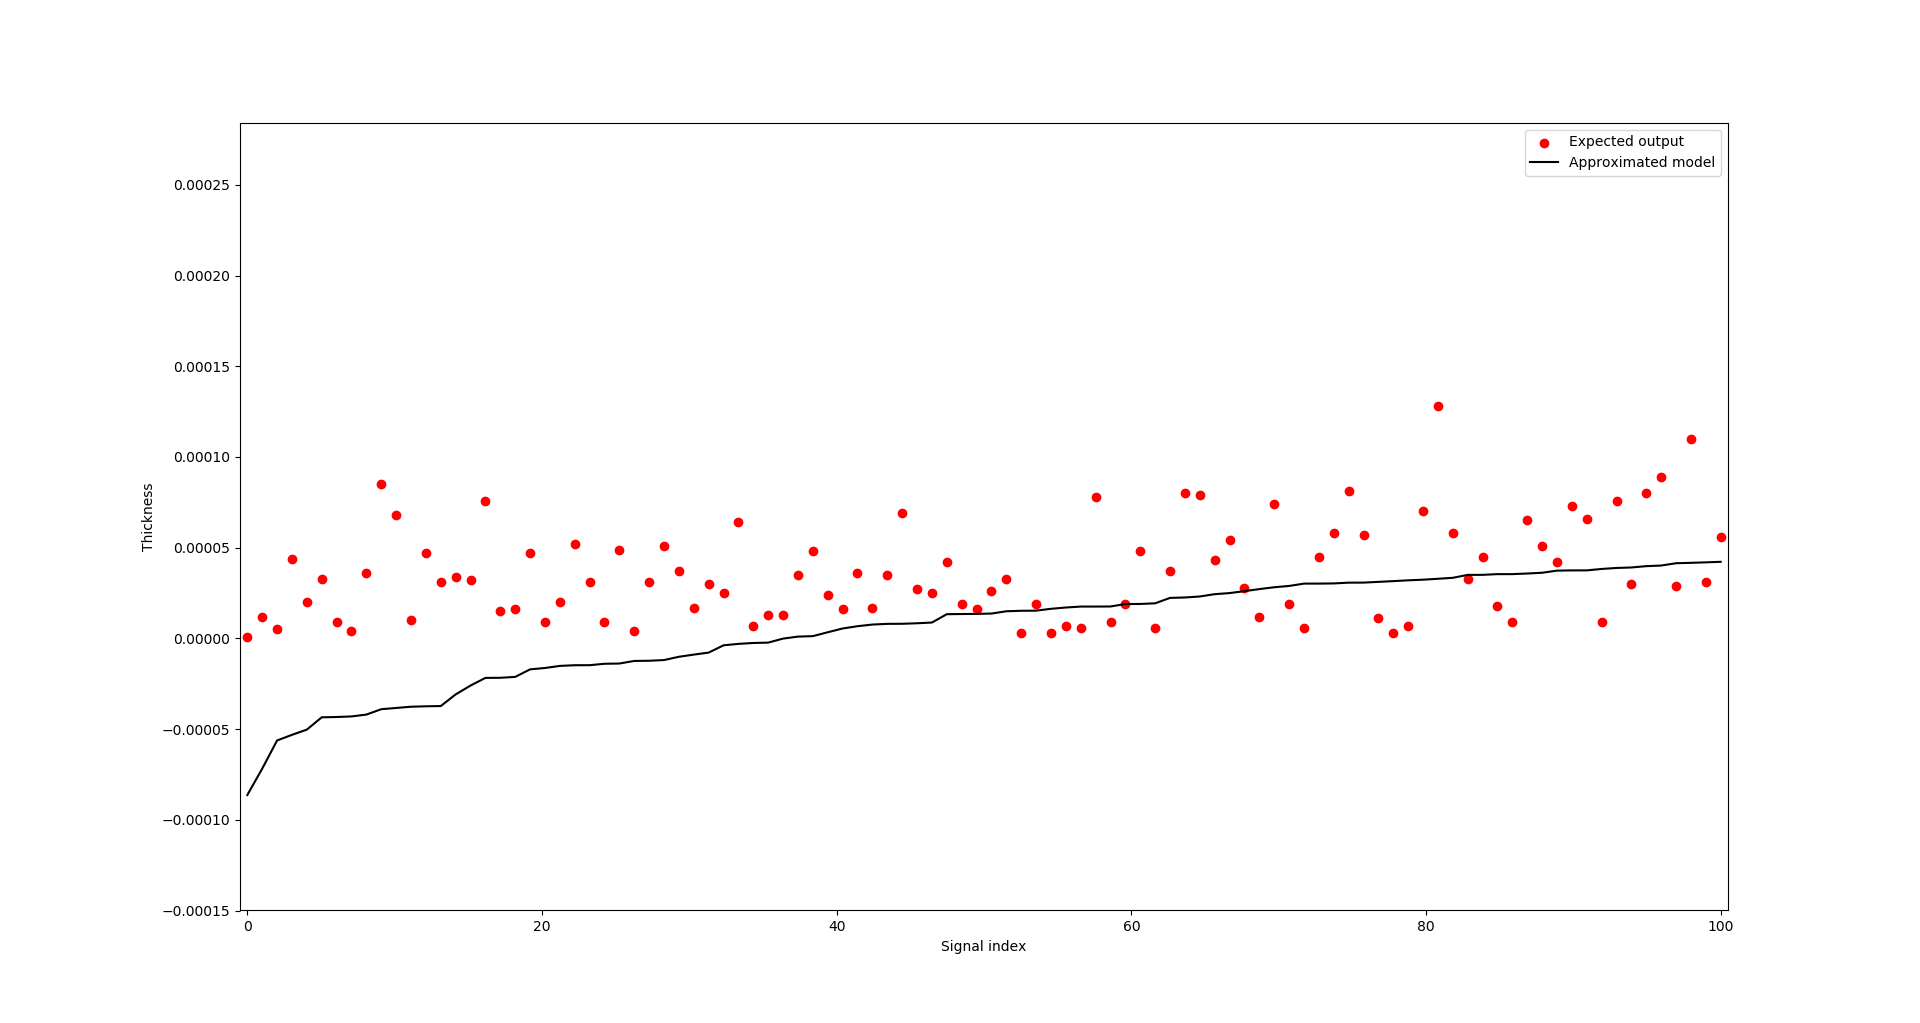 Expected output
Approximated model
0.00025
0.00020
0.00015
0.00010
0.00005
0.00000
−0.00005
−0.00010
−0.00015
Thickness
0 20 40 60 80 100
Signal index